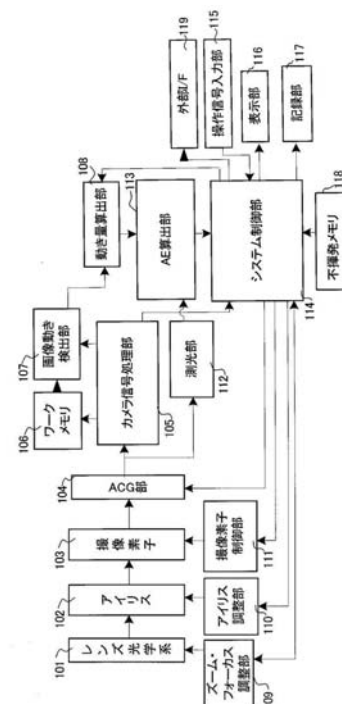 119
外部I/F
115
操作信号入力部
116
表示部
117
記録部
108
動き量算出部
113
AE算出部
システム制御部
114
118
不揮発メモリ
107
画像動き
検出部
106
ワーク
メモリ
カメラ信号処理部
105
測光部
112
104
ACG部
103
撮像素子
撮像素子
制御部
111
102
アイリス
アイリス
調整部
110
101
レンズ光学系
ズーム・
フォーカス
調整部
09